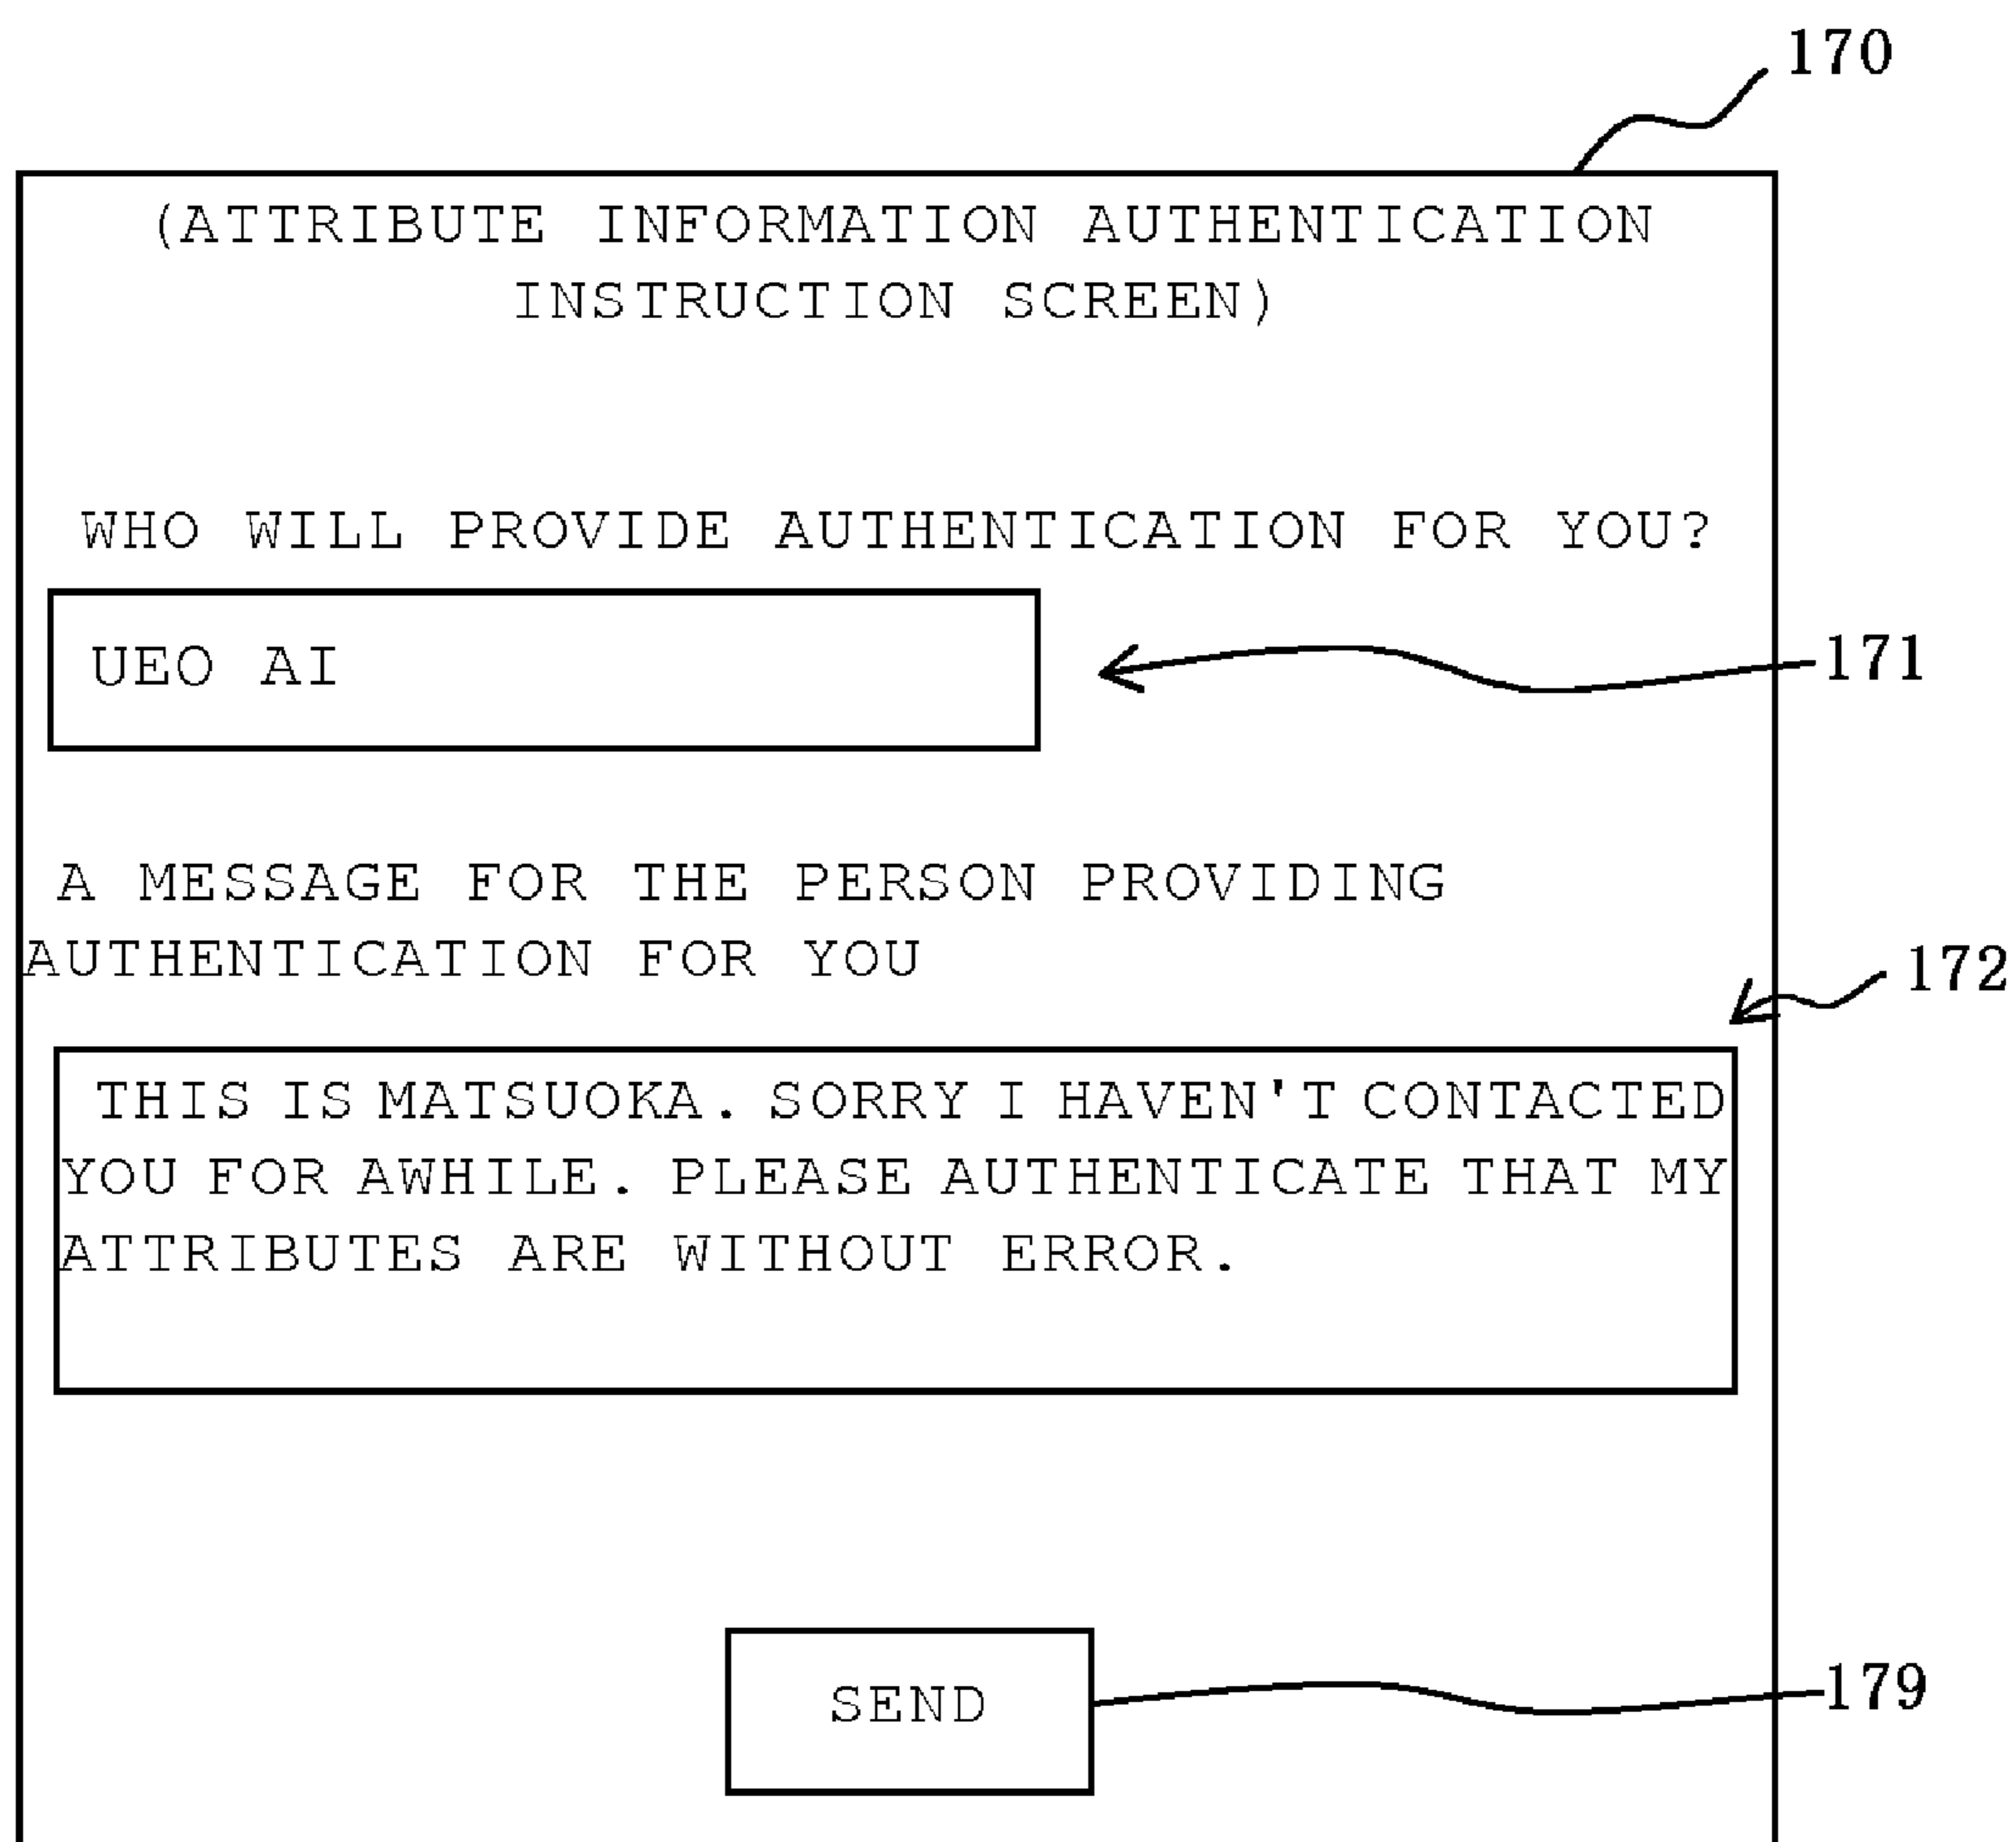 170
(ATTRIBUTE INFORMATION AUTHENTICATION
INSTRUCTION SCREEN)
WHO WILL PROVIDE AUTHENTICATION FOR YOU?
UEO AI
171
A MESSAGE FOR THE PERSON PROVIDING
AUTHENTICATION FOR YOU
172
THIS IS MATSUOKA. SORRY I HAVEN'T CONTACTED
YOU FOR AWHILE. PLEASE AUTHENTICATE THAT MY
ATTRIBUTES ARE WITHOUT ERROR.
SEND
179